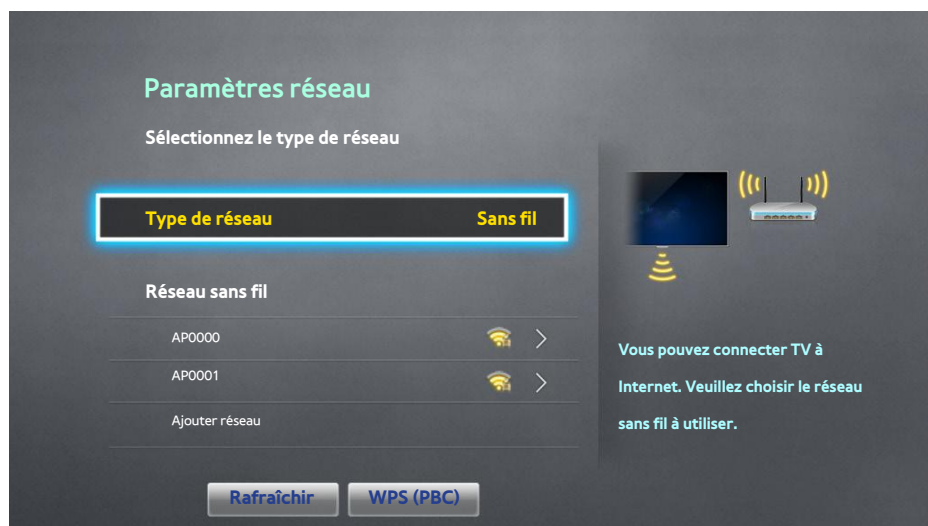 Paramètres réseau
Sélectionnez le type de réseau
Type de réseau Sans fil
Réseau sans fil
AP0000
AP0001
Ajouter réseau
Rafraîchir WPS (PBC)
Vous pouvez connecter TV à
Internet. Veuillez choisir le réseau
sans fil à utiliser.